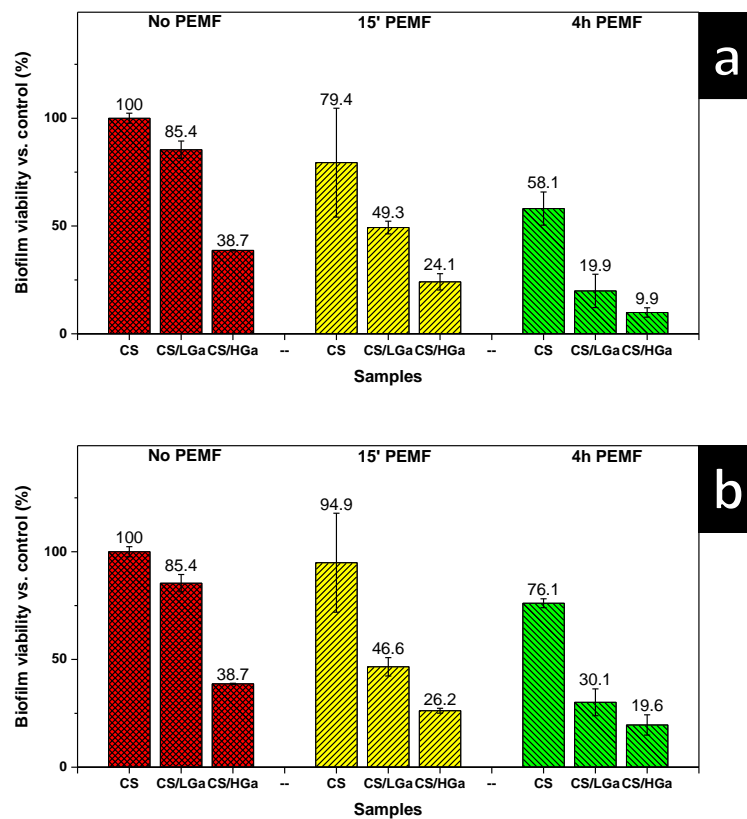 No PEMF 15' PEMF 4h PEMF
a
Biofilm viability vs. control (%)
100
50
0
100
85.4
38.7
79.4
49.3
24.1
58.1
19.9
9.9
CS CS/LGa CS/HGa -- CS CS/LGa CS/HGa -- CS CS/LGa CS/HGa
Samples
No PEMF 15' PEMF 4h PEMF
b
Biofilm viability vs. control (%)
100
50
0
100
85.4
38.7
94.9
46.6
26.2
76.1
30.1
19.6
CS CS/LGa CS/HGa -- CS CS/LGa CS/HGa -- CS CS/LGa CS/HGa
Samples